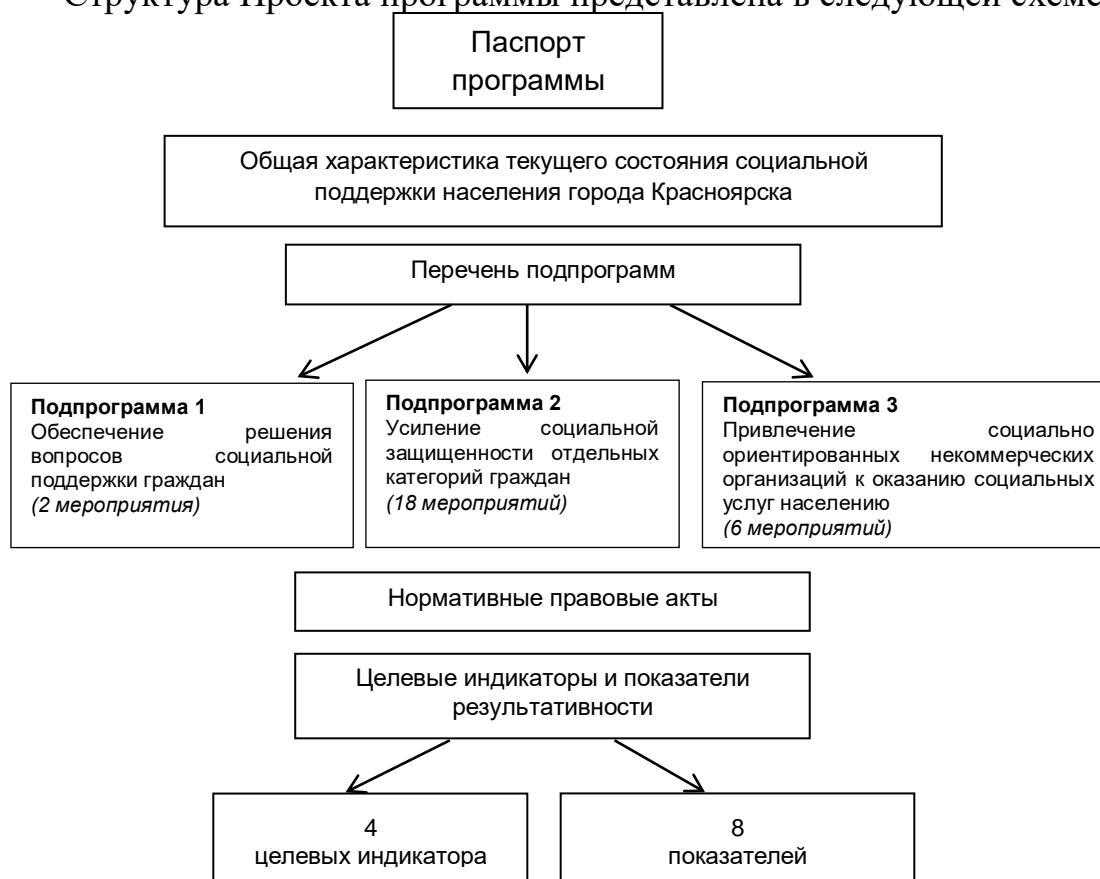 Структура Проекта программы представлена в следующей схеме
Паспорт
программы
Общая характеристика текущего состояния социальной
поддержки населения города Красноярска
Перечень подпрограмм
Подпрограмма 1
Обеспечение решения
вопросов социальной
поддержки граждан
(2 мероприятия)
Подпрограмма 2
Усиление социальной
защищенности отдельных
категорий граждан
(18 мероприятий)
Подпрограмма 3
Привлечение социально
ориентированных некоммерческих
организаций к оказанию социальных
услуг населению
(6 мероприятий)
Нормативные правовые акты
Целевые индикаторы и показатели
результативности
4
целевых индикатора
8
показателей